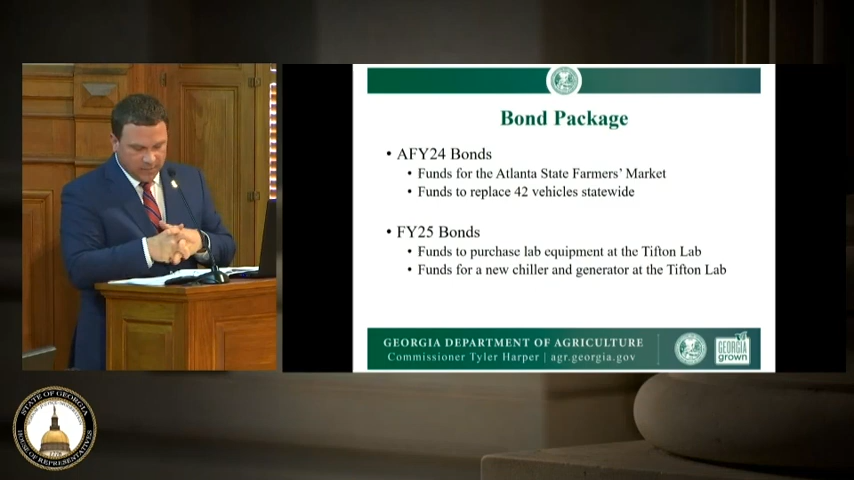 Bond Package
• AFY24 Bonds
• Funds for the Atlanta State Farmers' Market
• Funds to replace 42 vehicles statewide
• FY25 Bonds
• Funds to purchase lab equipment at the Tifton Lab
• Funds for a new chiller and generator at the Tifton Lab
GEORGIA DEPARTMENT OF AGRICULTURE
Commissioner Tyler Harper | agr.georgia.gov
GEORGIA
grown
STATE OF GEORGIA
HOUSE OF REPRESENTATIVES